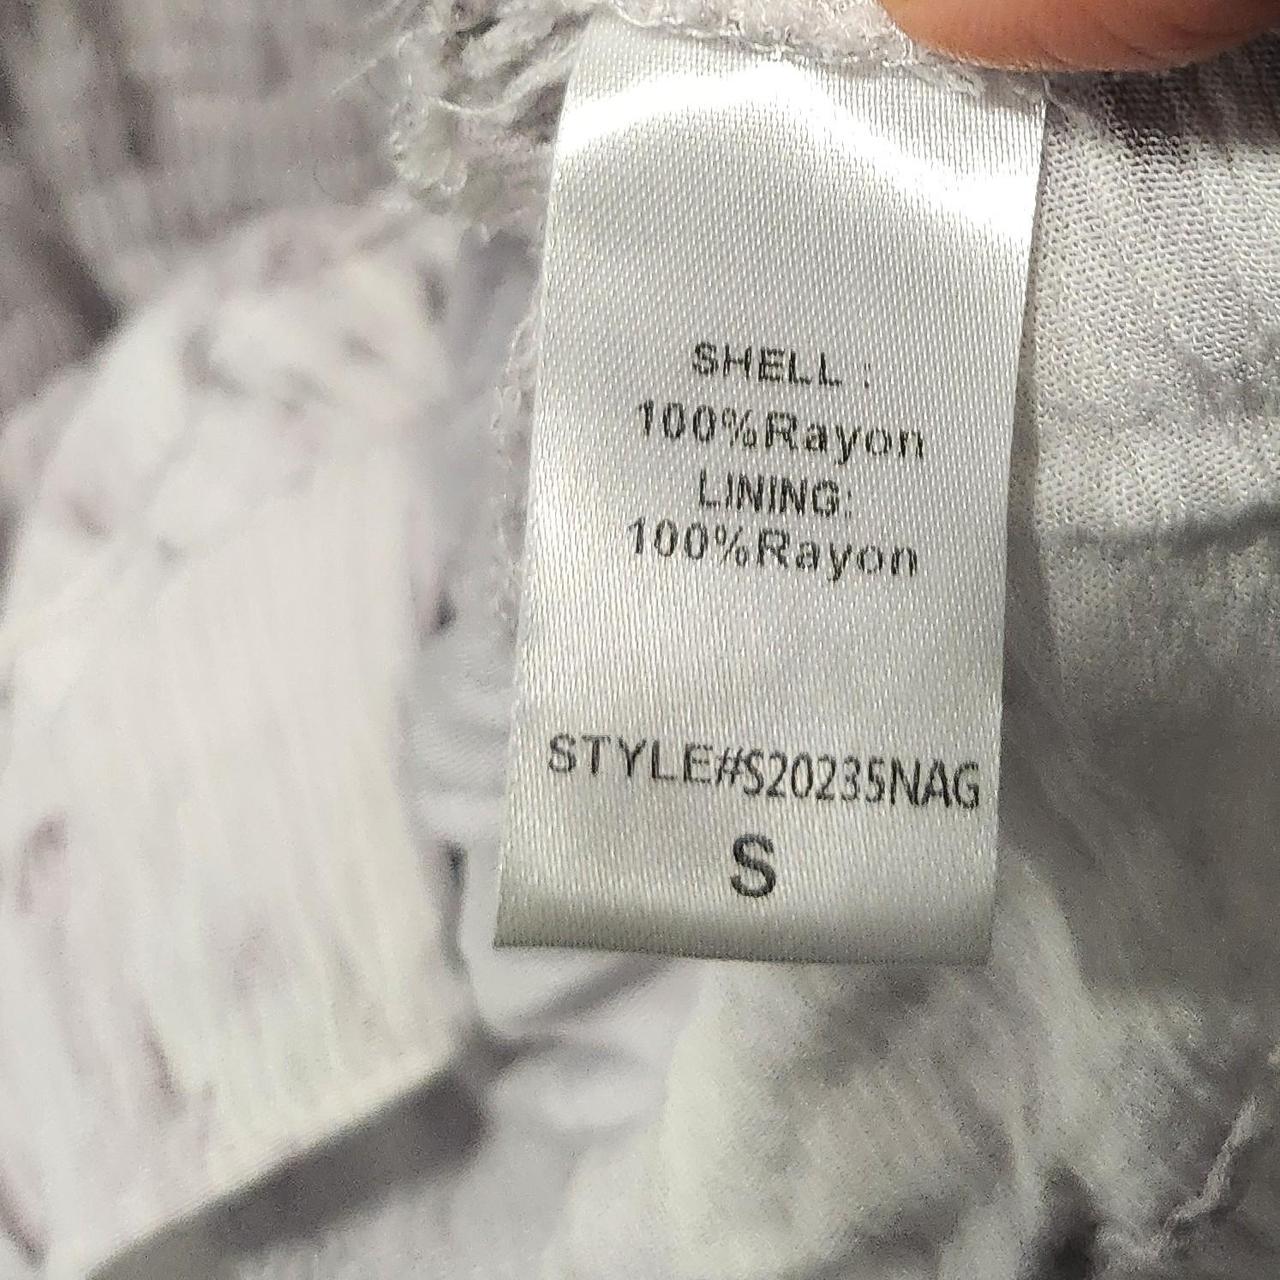 SHELL :
100%Rayon
LINING:
100%Rayon
STYLE#S20235NAG
S